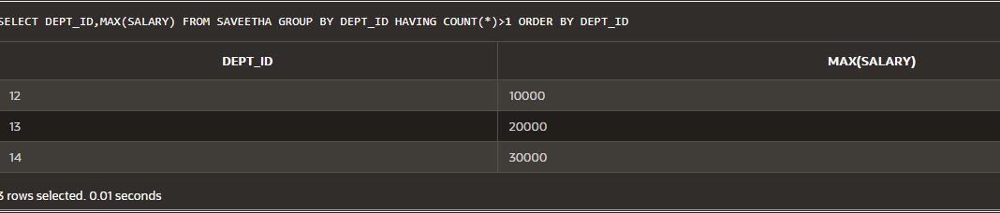 SELECT DEPT_ID,MAX(SALARY) FROM SAVEETHA GROUP BY DEPT_ID HAVING COUNT(*)>1 ORDER BY DEPT_ID
DEPT_ID MAX(SALARY)
12 10000
13 20000
14 30000
3 rows selected. 0.01 seconds